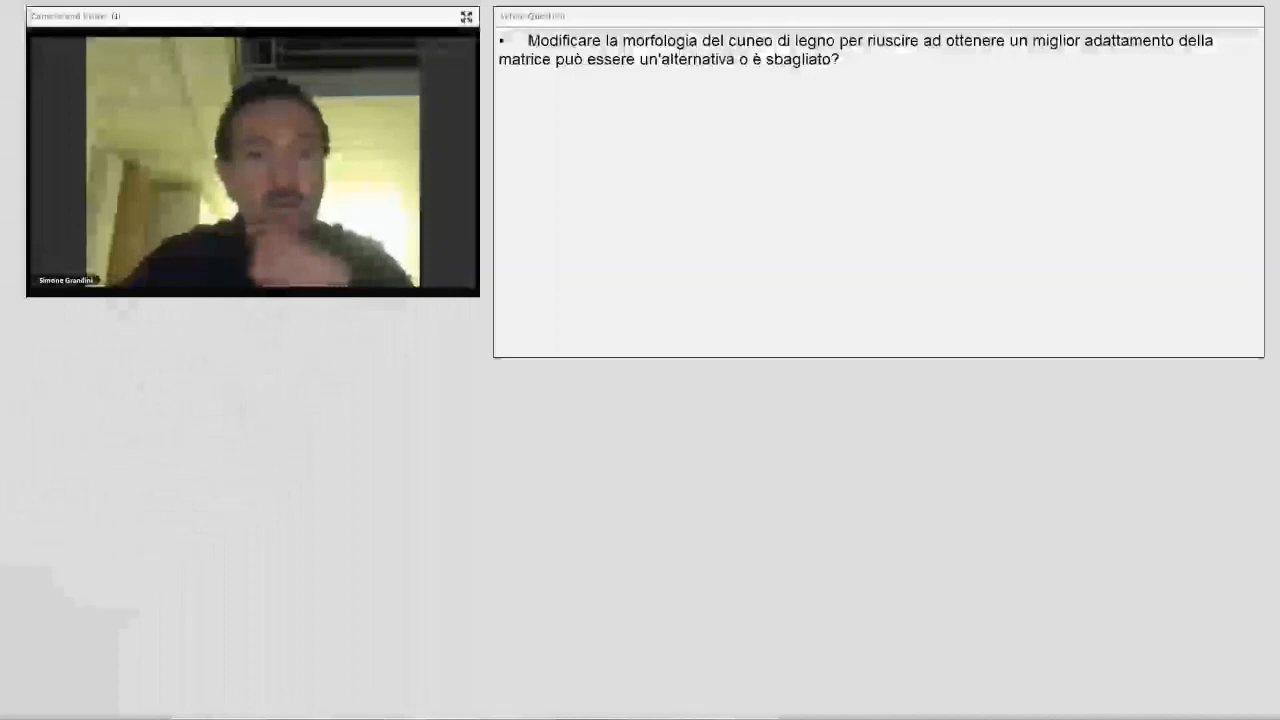 Simone Grandini
• Modificare la morfologia del cuneo di legno per riuscire ad ottenere un miglior adattamento della
matrice può essere un'alternativa o è sbagliato?